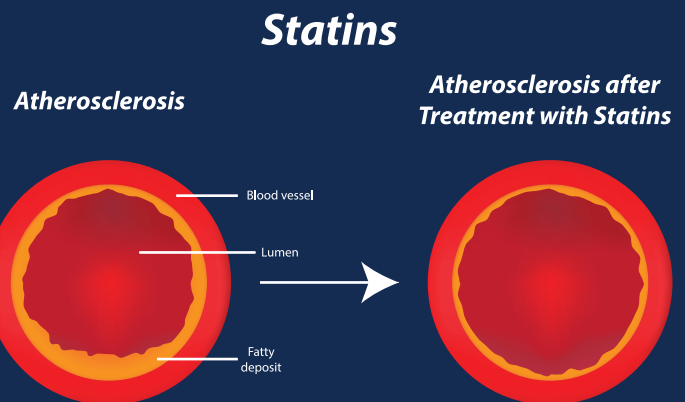 Statins
Atherosclerosis
Atherosclerosis after
Treatment with Statins
Blood vessel
Lumen
Fatty
deposit